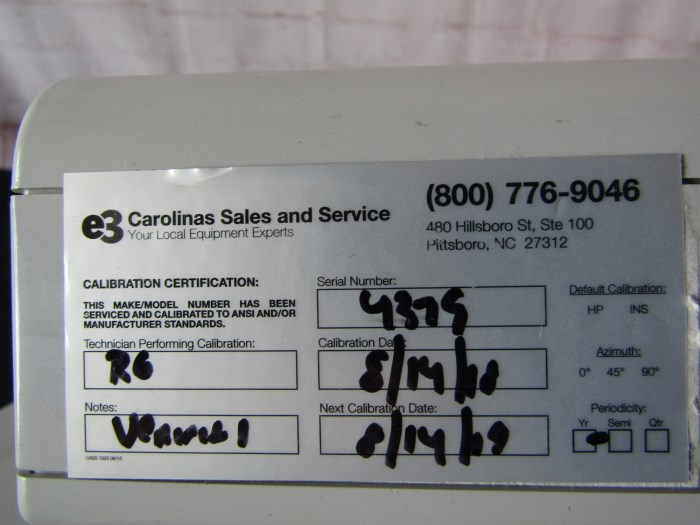 e3 Carolinas Sales and Service
Your Local Equipment Experts
(800) 776-9046
480 Hillsboro St, Ste 100
Pittsboro, NC 27312
CALIBRATION CERTIFICATION:
THIS MAKE/MODEL NUMBER HAS BEEN
SERVICED AND CALIBRATED TO ANSI AND/OR
MANUFACTURER STANDARDS.
Serial Number:
4379
Default Calibration:
HP INS
Technician Performing Calibration:
RG
Calibration Date:
8/14/18
Azimuth:
0° 45° 90°
Notes:
Next Calibration Date:
8/14/19
Periodicity:
Yr Semi Qtr